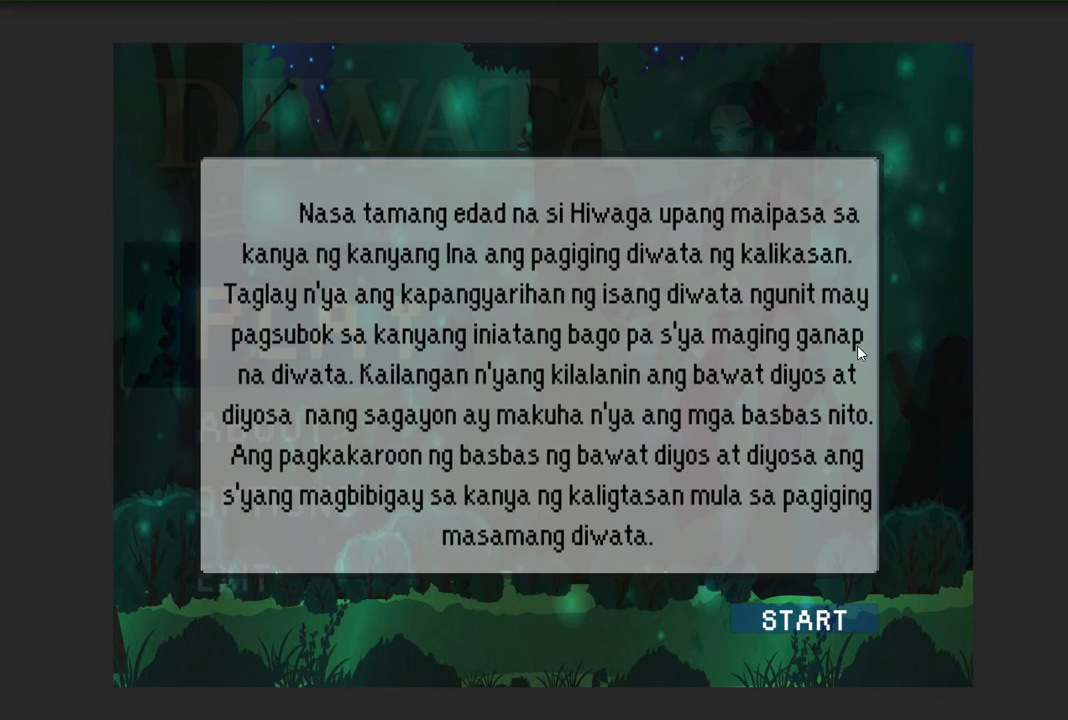 DIWATA
Nasa tamang edad na si Hiwaga upang maipasa sa
kanya ng kanyang Ina ang pagiging diwata ng kalikasan.
Taglay n'ya ang kapangyarihan ng isang diwata ngunit may
pagsubok sa kanyang iniatang bago pa s'ya maging ganap
na diwata. Kailangan n'yang kilalanin ang bawat diyos at
diyosa nang sagayon ay makuha n'ya ang mga basbas nito.
Ang pagkakaroon ng basbas ng bawat diyos at diyosa ang
s'yang magbibigay sa kanya ng kaligtasan mula sa pagiging
masamang diwata.
PLAY
ABOUT
EXIT
START